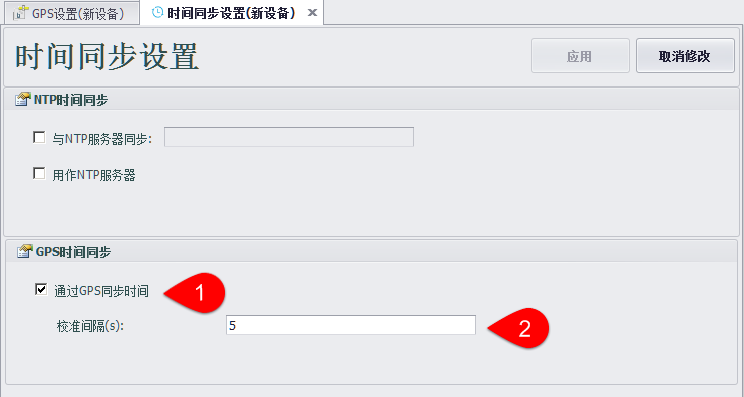 GPS设置(新设备) 时间同步设置(新设备)
时间同步设置 应用 取消修改
NTP时间同步
与NTP服务器同步:
用作NTP服务器
GPS时间同步
通过GPS同步时间 1
校准间隔(s): 5 2